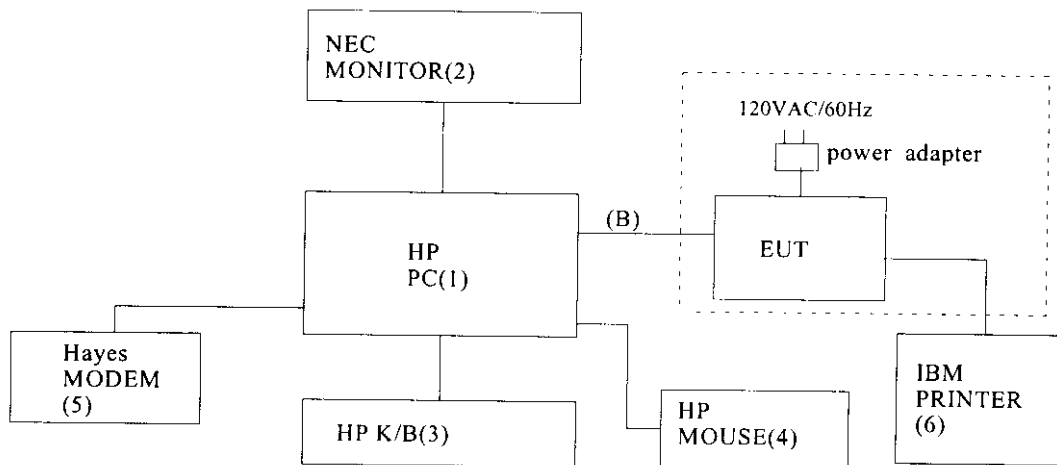 NEC
MONITOR(2)
120VAC/60Hz
power adapter
(B)
HP
PC(1)
EUT
Hayes
MODEM
(5)
HP K/B(3)
HP
MOUSE(4)
IBM
PRINTER
(6)